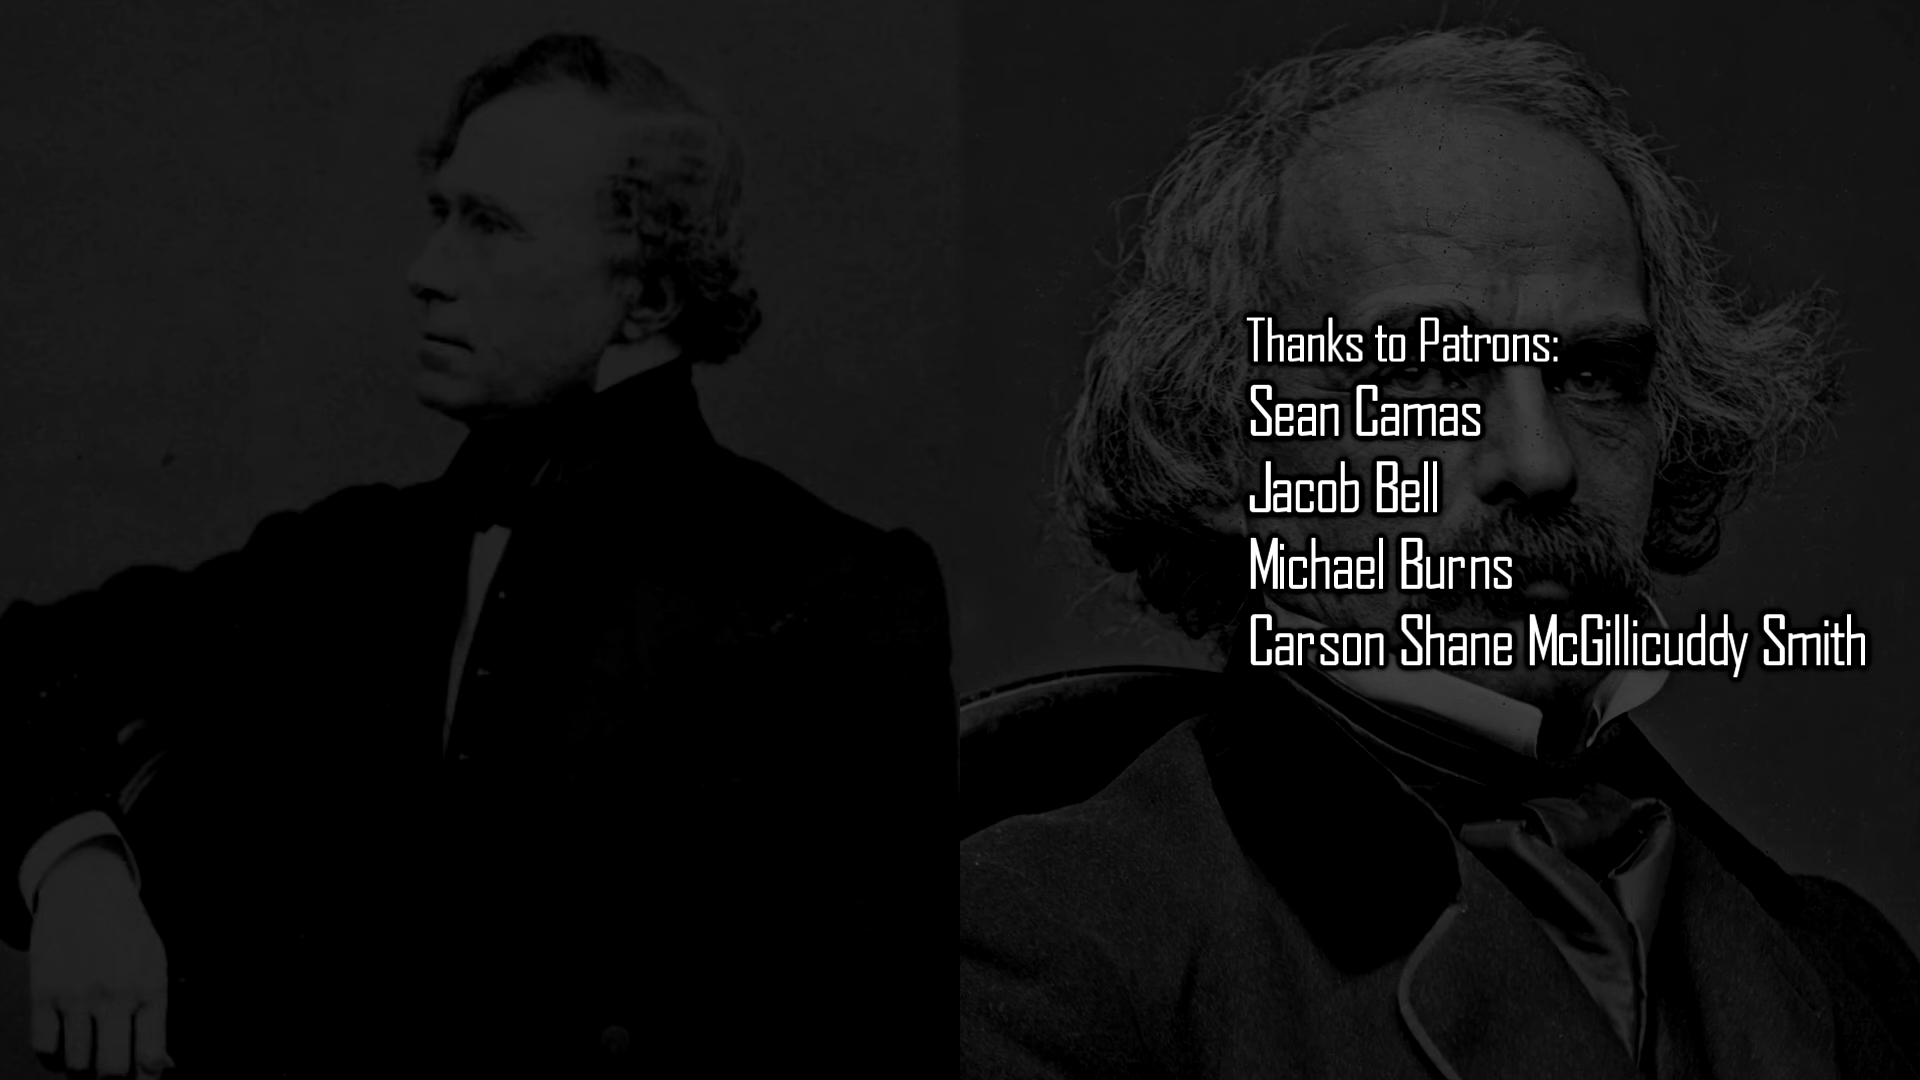 Thanks to Patrons:
Sean Camas
Jacob Bell
Michael Burns
Carson Shane McGillicuddy Smith